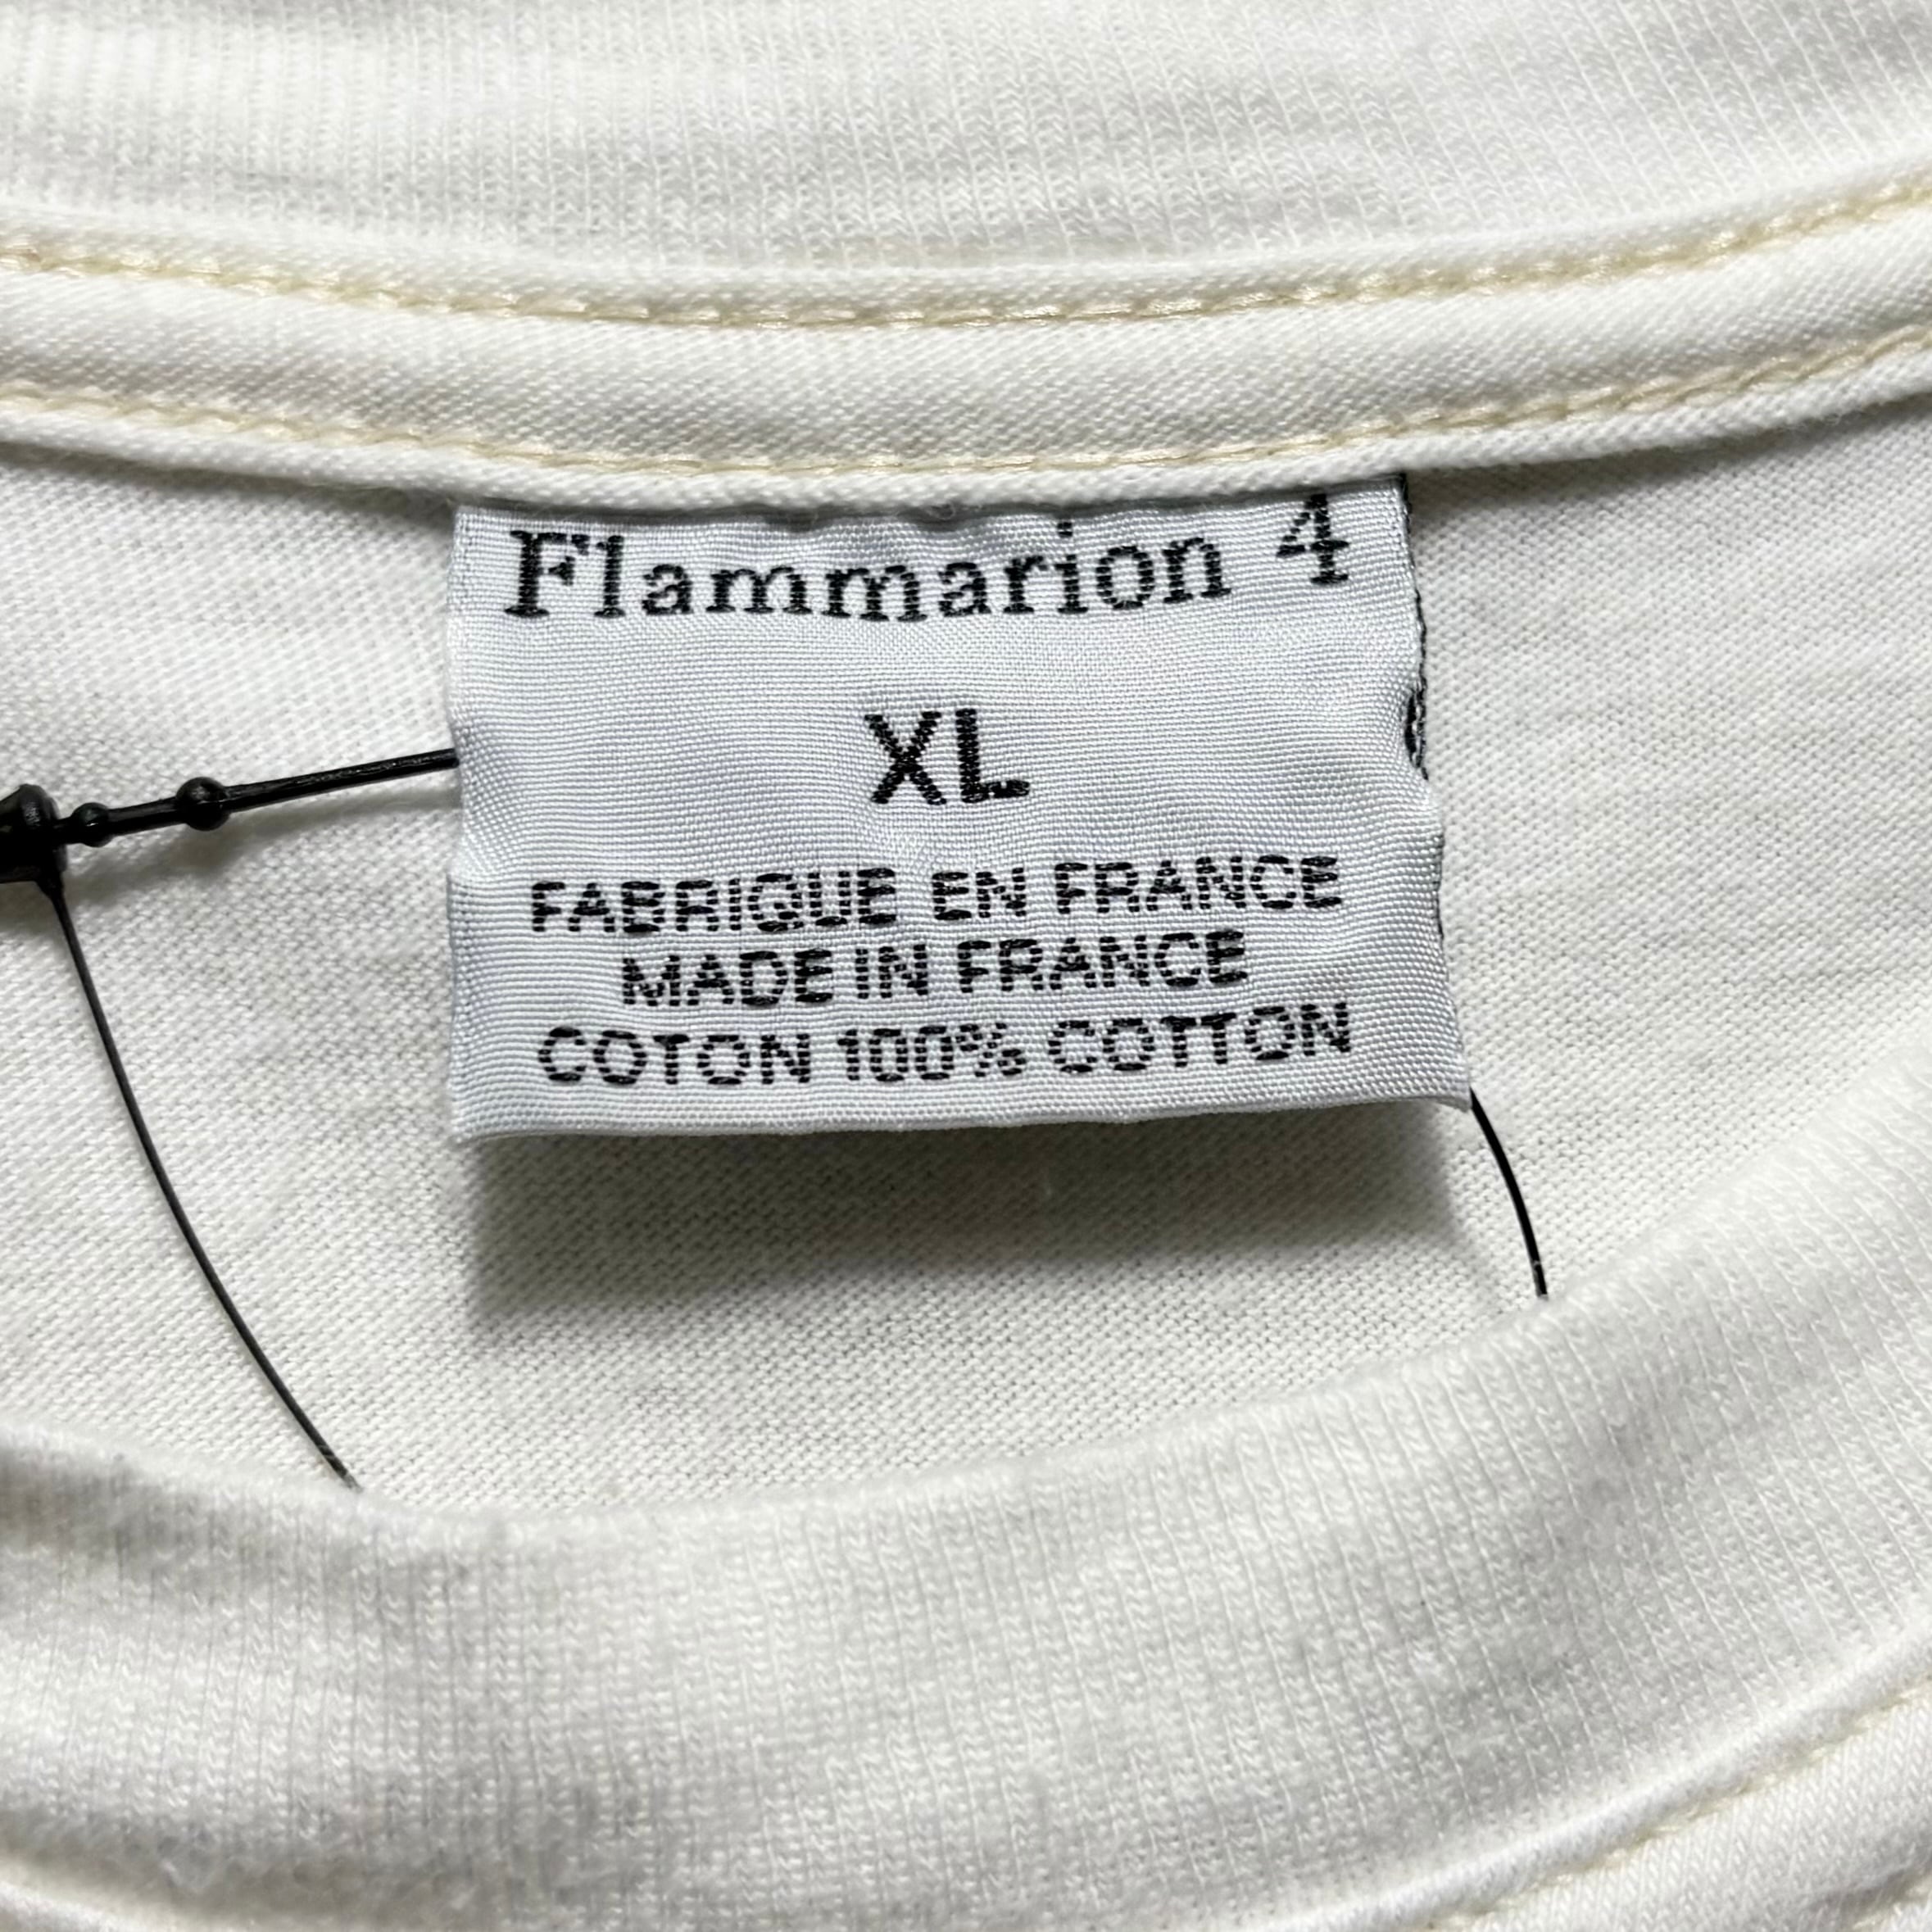 Flammarion 4
XL
FABRIQUE EN FRANCE
MADE IN FRANCE
COTON 100% COTTON